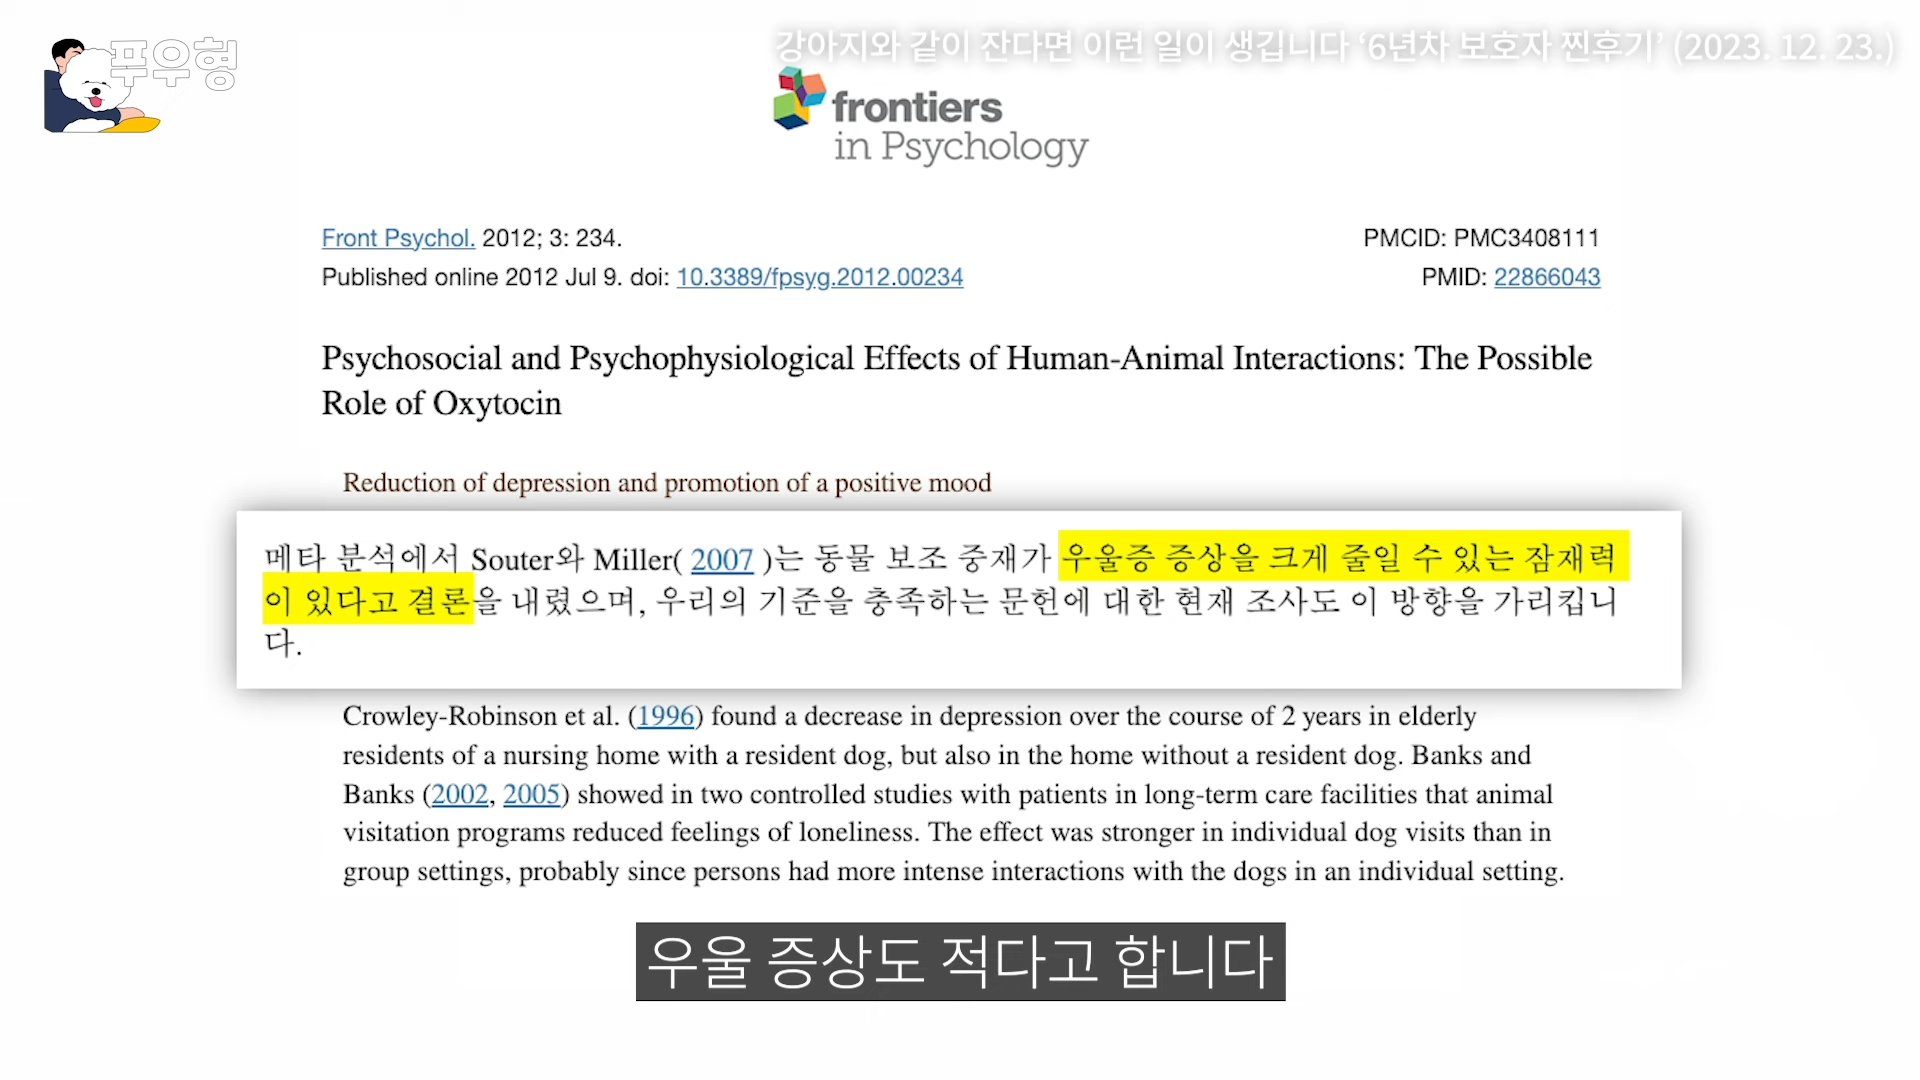 푸우형
강아지와 같이 잔다면 이런 일이 생깁니다 ‘6년차 보호자 찐후기’ (2023. 12. 23.)
frontiers
in Psychology
Front Psychol. 2012; 3: 234.
PMCID: PMC3408111
Published online 2012 Jul 9. doi: 10.3389/fpsyg.2012.00234
PMID: 22866043
Psychosocial and Psychophysiological Effects of Human-Animal Interactions: The Possible
Role of Oxytocin
Reduction of depression and promotion of a positive mood
메타 분석에서 Souter와 Miller( 2007 )는 동물 보조 중재가 우울증 증상을 크게 줄일 수 있는 잠재력
이 있다고 결론을 내렸으며, 우리의 기준을 충족하는 문헌에 대한 현재 조사도 이 방향을 가리킵니
다.
Crowley-Robinson et al. (1996) found a decrease in depression over the course of 2 years in elderly
residents of a nursing home with a resident dog, but also in the home without a resident dog. Banks and
Banks (2002, 2005) showed in two controlled studies with patients in long-term care facilities that animal
visitation programs reduced feelings of loneliness. The effect was stronger in individual dog visits than in
group settings, probably since persons had more intense interactions with the dogs in an individual setting.
우울 증상도 적다고 합니다